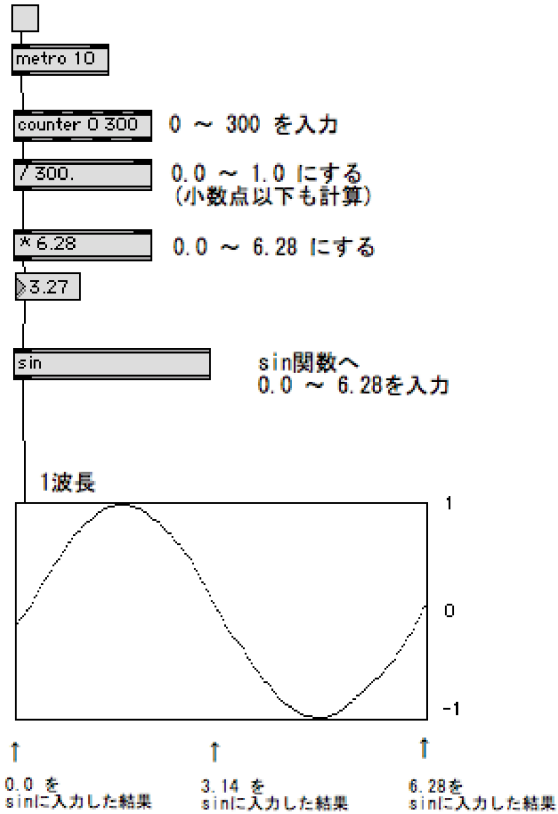 metro 10
counter 0 300
0 ～ 300 を入力
/ 300.
0.0 ～ 1.0 にする
(小数点以下も計算)
* 6.28
0.0 ～ 6.28 にする
3.27
sin
sin関数へ
0.0 ～ 6.28を入力
1波長
1
0
-1
↑
↑
↑
0.0 を
sinに入力した結果
3.14 を
sinに入力した結果
6.28を
sinに入力した結果